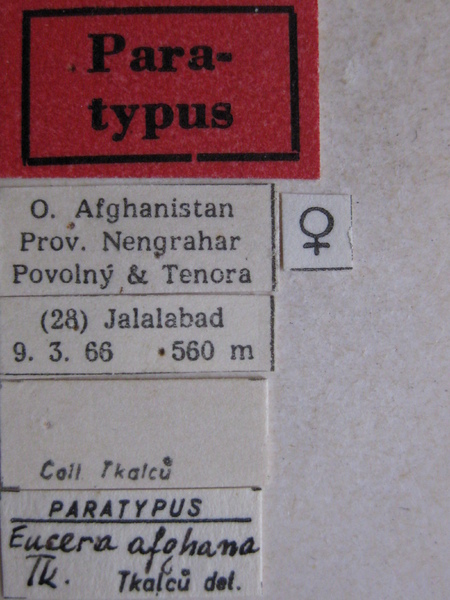 Para-
typus
O. Afghanistan
Prov. Nengrahar
Povolný & Tenora
♀
(28) Jalalabad
9. 3. 66 560 m
Coll Tkalců
PARATYPUS
Eucera afghana
Tk. Tkalců det.